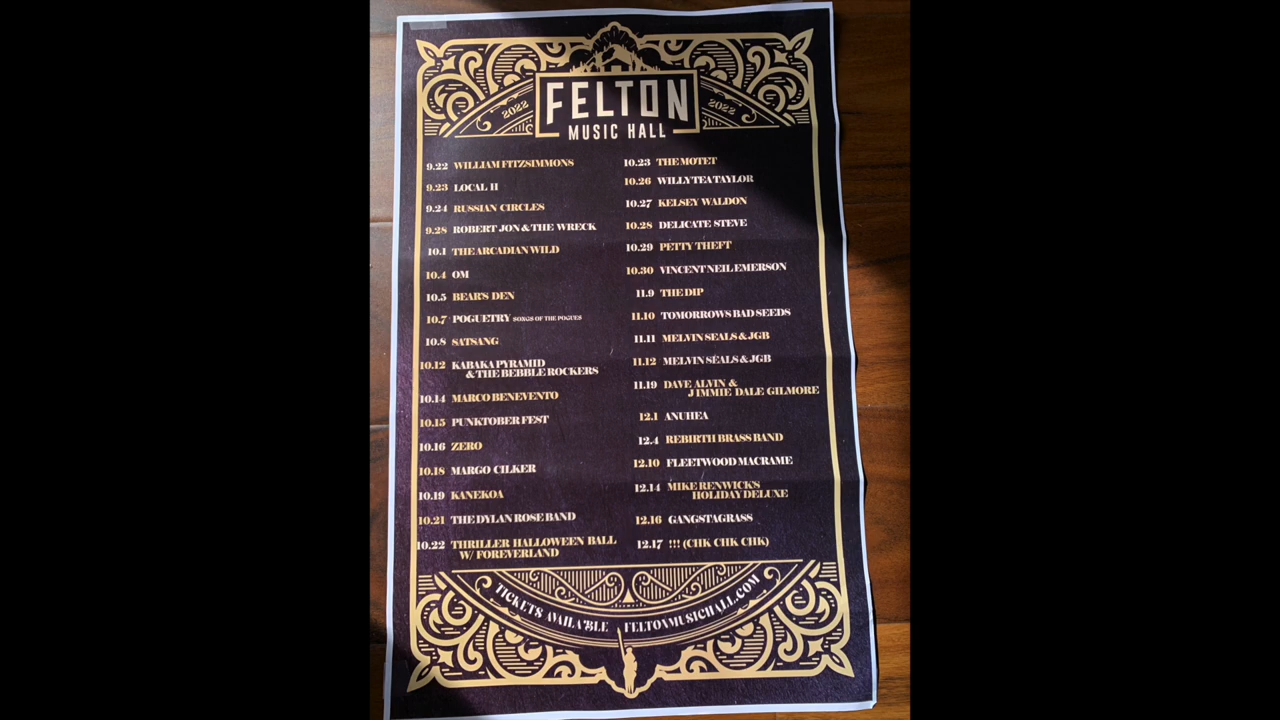 2022
FELTON
2022
MUSIC HALL
9.22 WILLIAM FITZSIMMONS
9.23 LOCAL H
9.24 RUSSIAN CIRCLES
9.28 ROBERT JON & THE WRECK
10.1 THE ARCADIAN WILD
10.4 OM
10.5 BEAR'S DEN
10.7 POGUETRY SONGS OF THE POGUES
10.8 SATSANG
10.12 KABAKA PYRAMID
& THE BEBBLE ROCKERS
10.14 MARCO BENEVENTO
10.15 PUNKTOBER FEST
10.16 ZERO
10.18 MARGO CILKER
10.19 KANEKOA
10.21 THE DYLAN ROSE BAND
10.22 THRILLER HALLOWEEN BALL
W/ FOREVERLAND
10.23 THE MOTET
10.26 WILLY TEA TAYLOR
10.27 KELSEY WALDON
10.28 DELICATE STEVE
10.29 PETTY THEFT
10.30 VINCENT NEIL EMERSON
11.9 THE DIP
11.10 TOMORROWS BAD SEEDS
11.11 MELVIN SEALS & JGB
11.12 MELVIN SEALS & JGB
11.19 DAVE ALVIN &
JIMMIE DALE GILMORE
12.1 ANUHEA
12.4 REBIRTH BRASS BAND
12.10 FLEETWOOD MACRAME
12.14 MIKE RENWICK'S
HOLIDAY DELUXE
12.16 GANGSTAGRASS
12.17 !!! (CHK CHK CHK)
TICKETS AVAILABLE FELTONMUSICHALL.COM